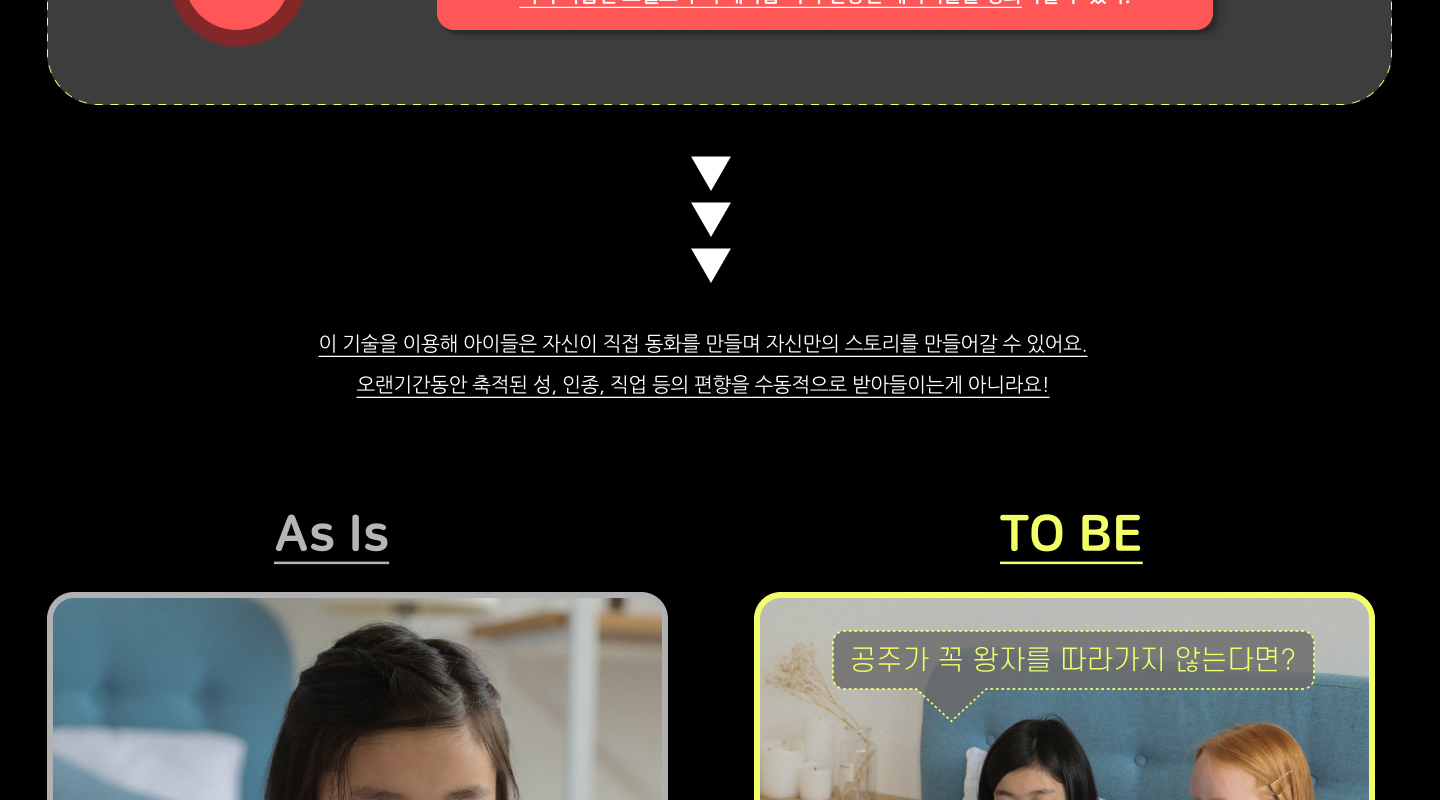 이 기술을 이용해 아이들은 자신이 직접 동화를 만들며 자신만의 스토리를 만들어갈 수 있어요.
오랜기간동안 축적된 성, 인종, 직업 등의 편향을 수동적으로 받아들이는게 아니라요!
As Is
TO BE
공주가 꼭 왕자를 따라가지 않는다면?